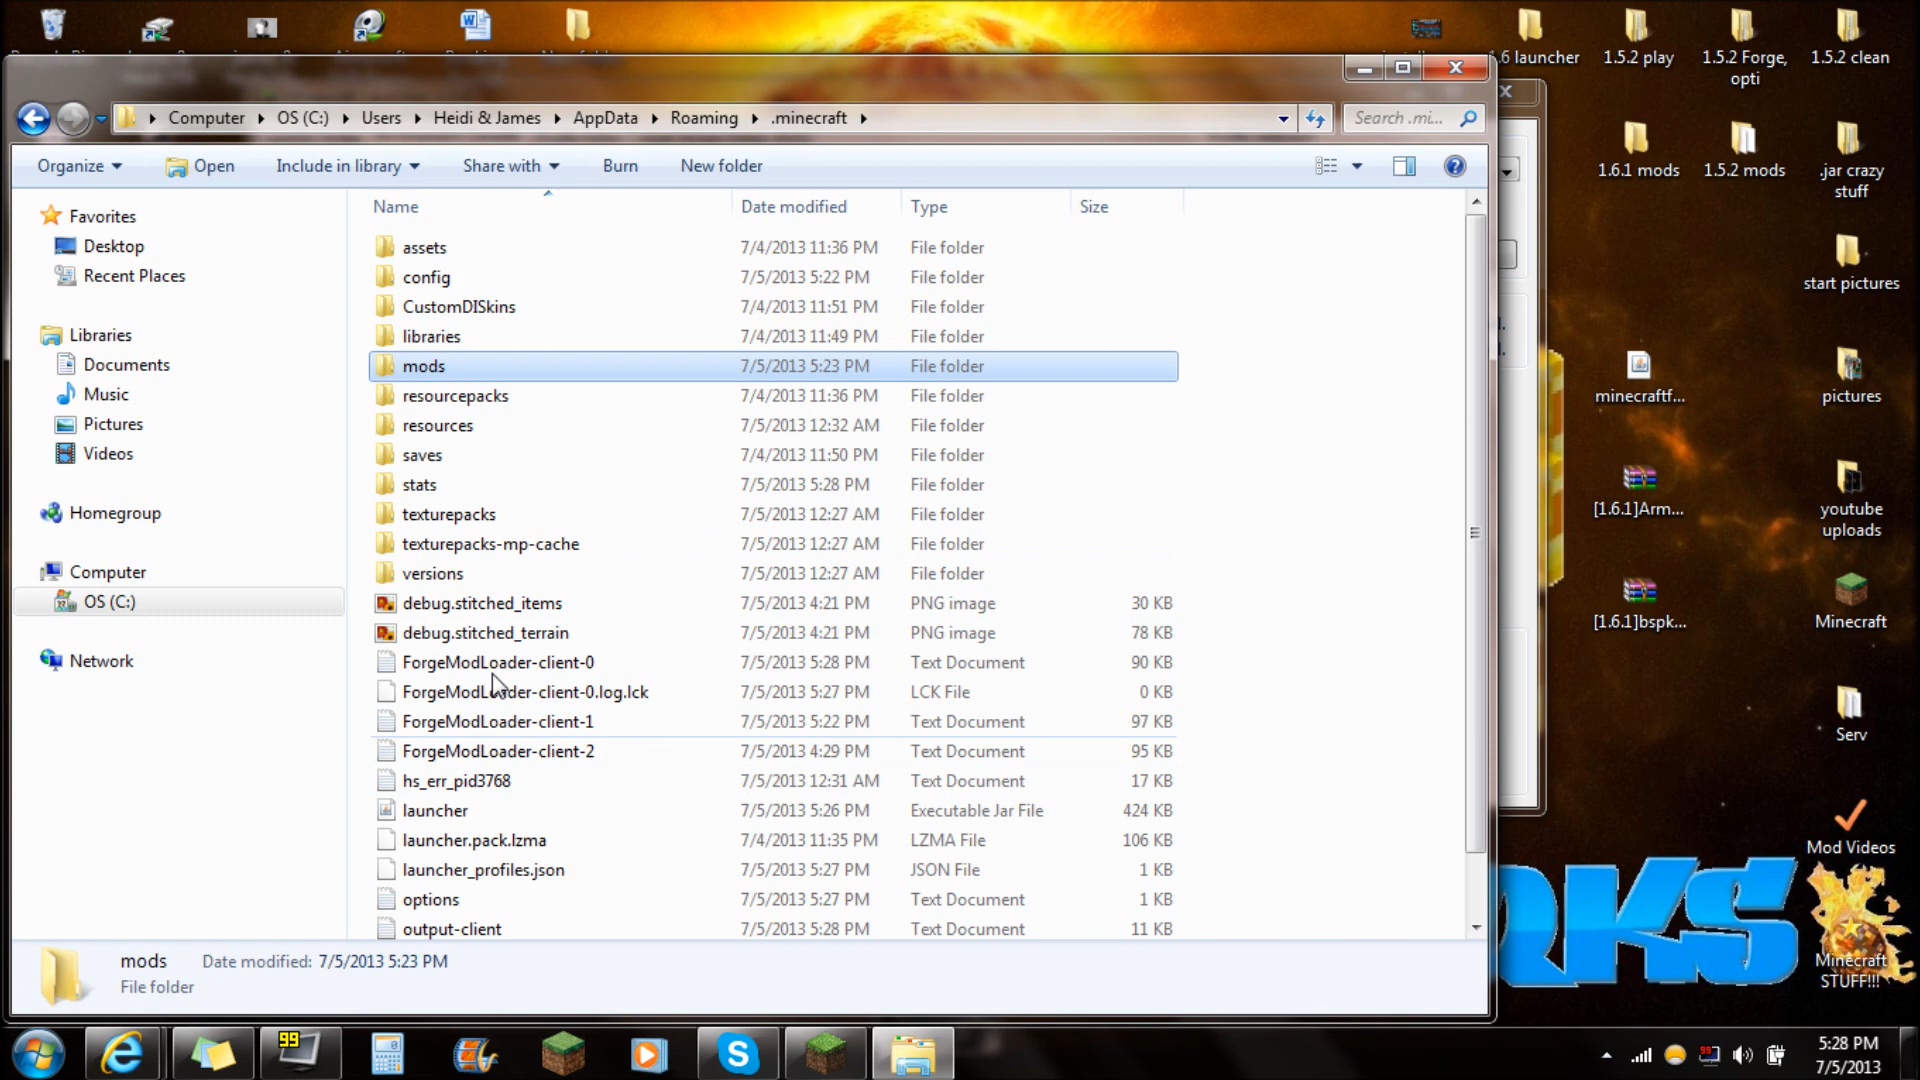 6 launcher
1.5.2 play
1.5.2 Forge,
opti
1.5.2 clean
Computer
OS (C:)
Users
Heidi & James
AppData
Roaming
.minecraft
Search .mi...
Organize
Open
Include in library
Share with
Burn
New folder
1.6.1 mods
1.5.2 mods
.jar crazy
stuff
Name
Date modified
Type
Size
Favorites
Desktop
Recent Places
Libraries
Documents
Music
Pictures
Videos
Homegroup
Computer
OS (C:)
Network
assets 7/4/2013 11:36 PM File folder
config 7/5/2013 5:22 PM File folder
CustomDISkins 7/4/2013 11:51 PM File folder
libraries 7/4/2013 11:49 PM File folder
mods 7/5/2013 5:23 PM File folder
resourcepacks 7/4/2013 11:36 PM File folder
resources 7/5/2013 12:32 AM File folder
saves 7/4/2013 11:50 PM File folder
stats 7/5/2013 5:28 PM File folder
texturepacks 7/5/2013 12:27 AM File folder
texturepacks-mp-cache 7/5/2013 12:27 AM File folder
versions 7/5/2013 12:27 AM File folder
debug.stitched_items 7/5/2013 4:21 PM PNG image 30 KB
debug.stitched_terrain 7/5/2013 4:21 PM PNG image 78 KB
ForgeModLoader-client-0 7/5/2013 5:28 PM Text Document 90 KB
ForgeModLoader-client-0.log.lck 7/5/2013 5:27 PM LCK File 0 KB
ForgeModLoader-client-1 7/5/2013 5:22 PM Text Document 97 KB
ForgeModLoader-client-2 7/5/2013 4:29 PM Text Document 95 KB
hs_err_pid3768 7/5/2013 12:31 AM Text Document 17 KB
launcher 7/5/2013 5:26 PM Executable Jar File 424 KB
launcher.pack.lzma 7/4/2013 11:35 PM LZMA File 106 KB
launcher_profiles.json 7/5/2013 5:27 PM JSON File 1 KB
options 7/5/2013 5:27 PM Text Document 1 KB
output-client 7/5/2013 5:28 PM Text Document 11 KB
start pictures
minecraftf...
pictures
[1.6.1]Arm...
youtube
uploads
[1.6.1]bspk...
Minecraft
Serv
Mod Videos
QKS
Minecraft
STUFF!!!
mods Date modified: 7/5/2013 5:23 PM
File folder
99
99
5:28 PM
7/5/2013